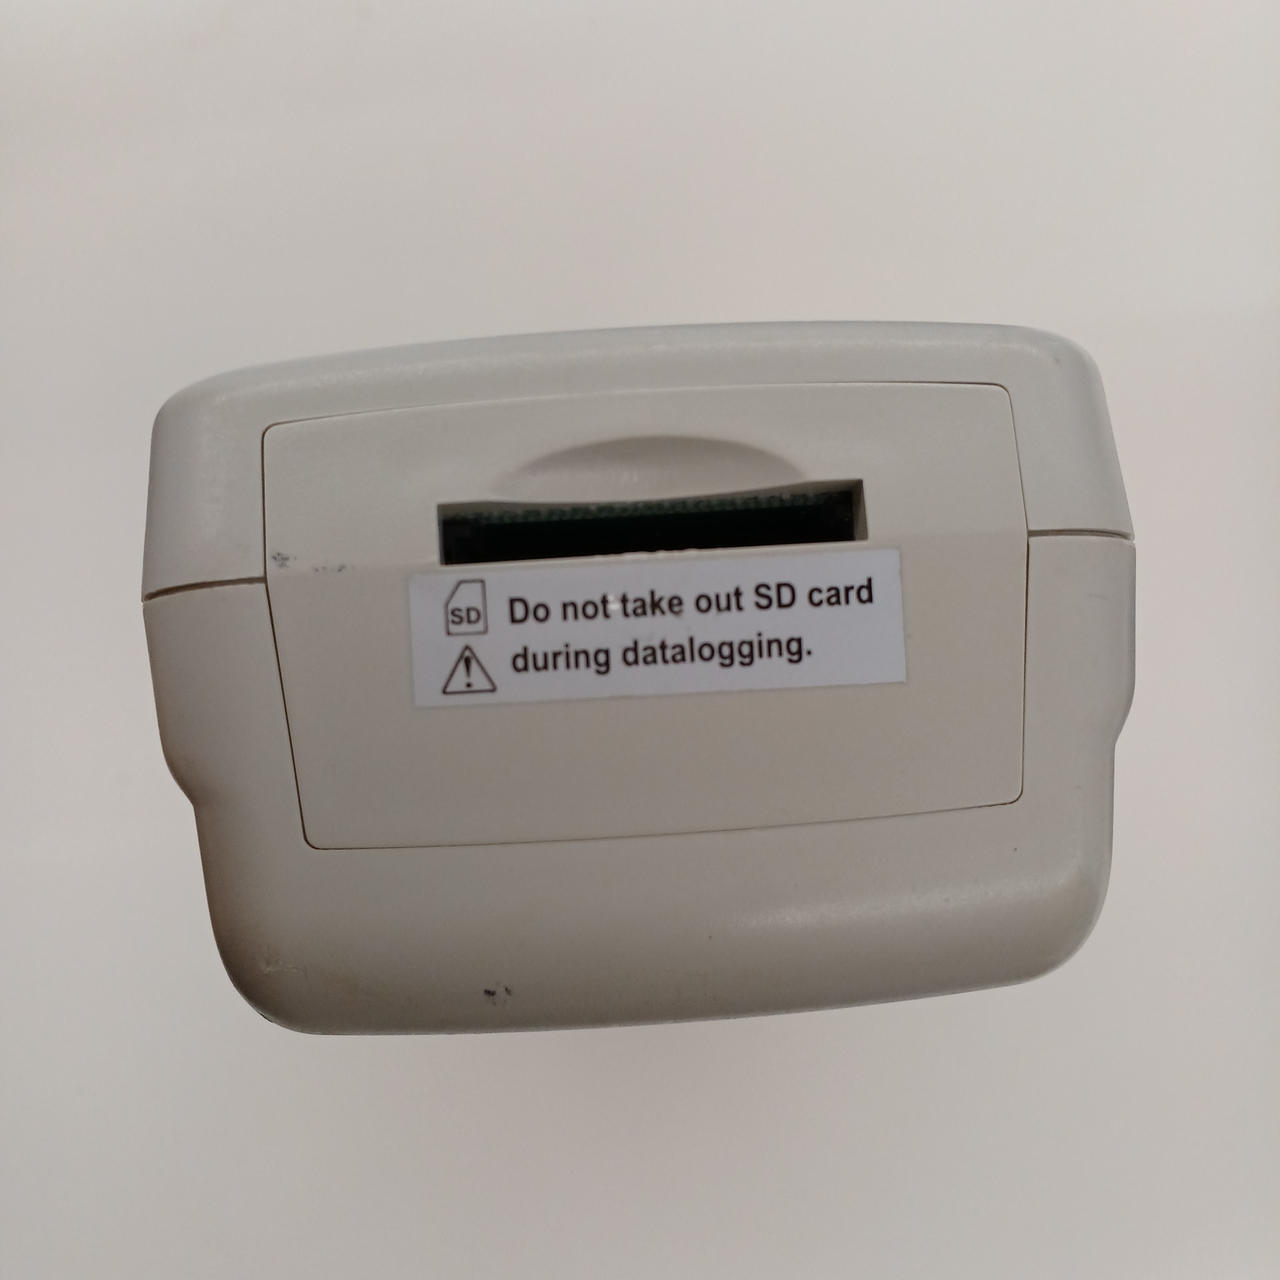 SD Do not take out SD card
during datalogging.